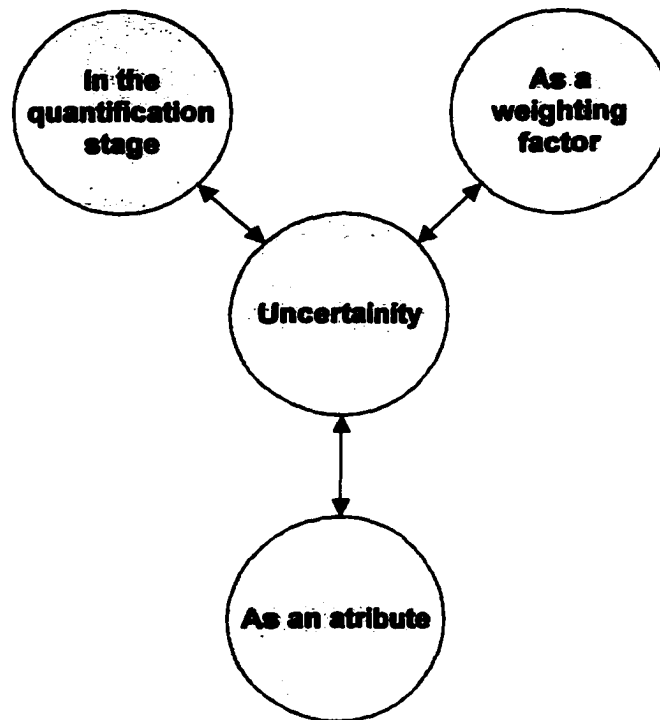 In the
quantification
stage
As a
weighting
factor
Uncertainity
As an atribute